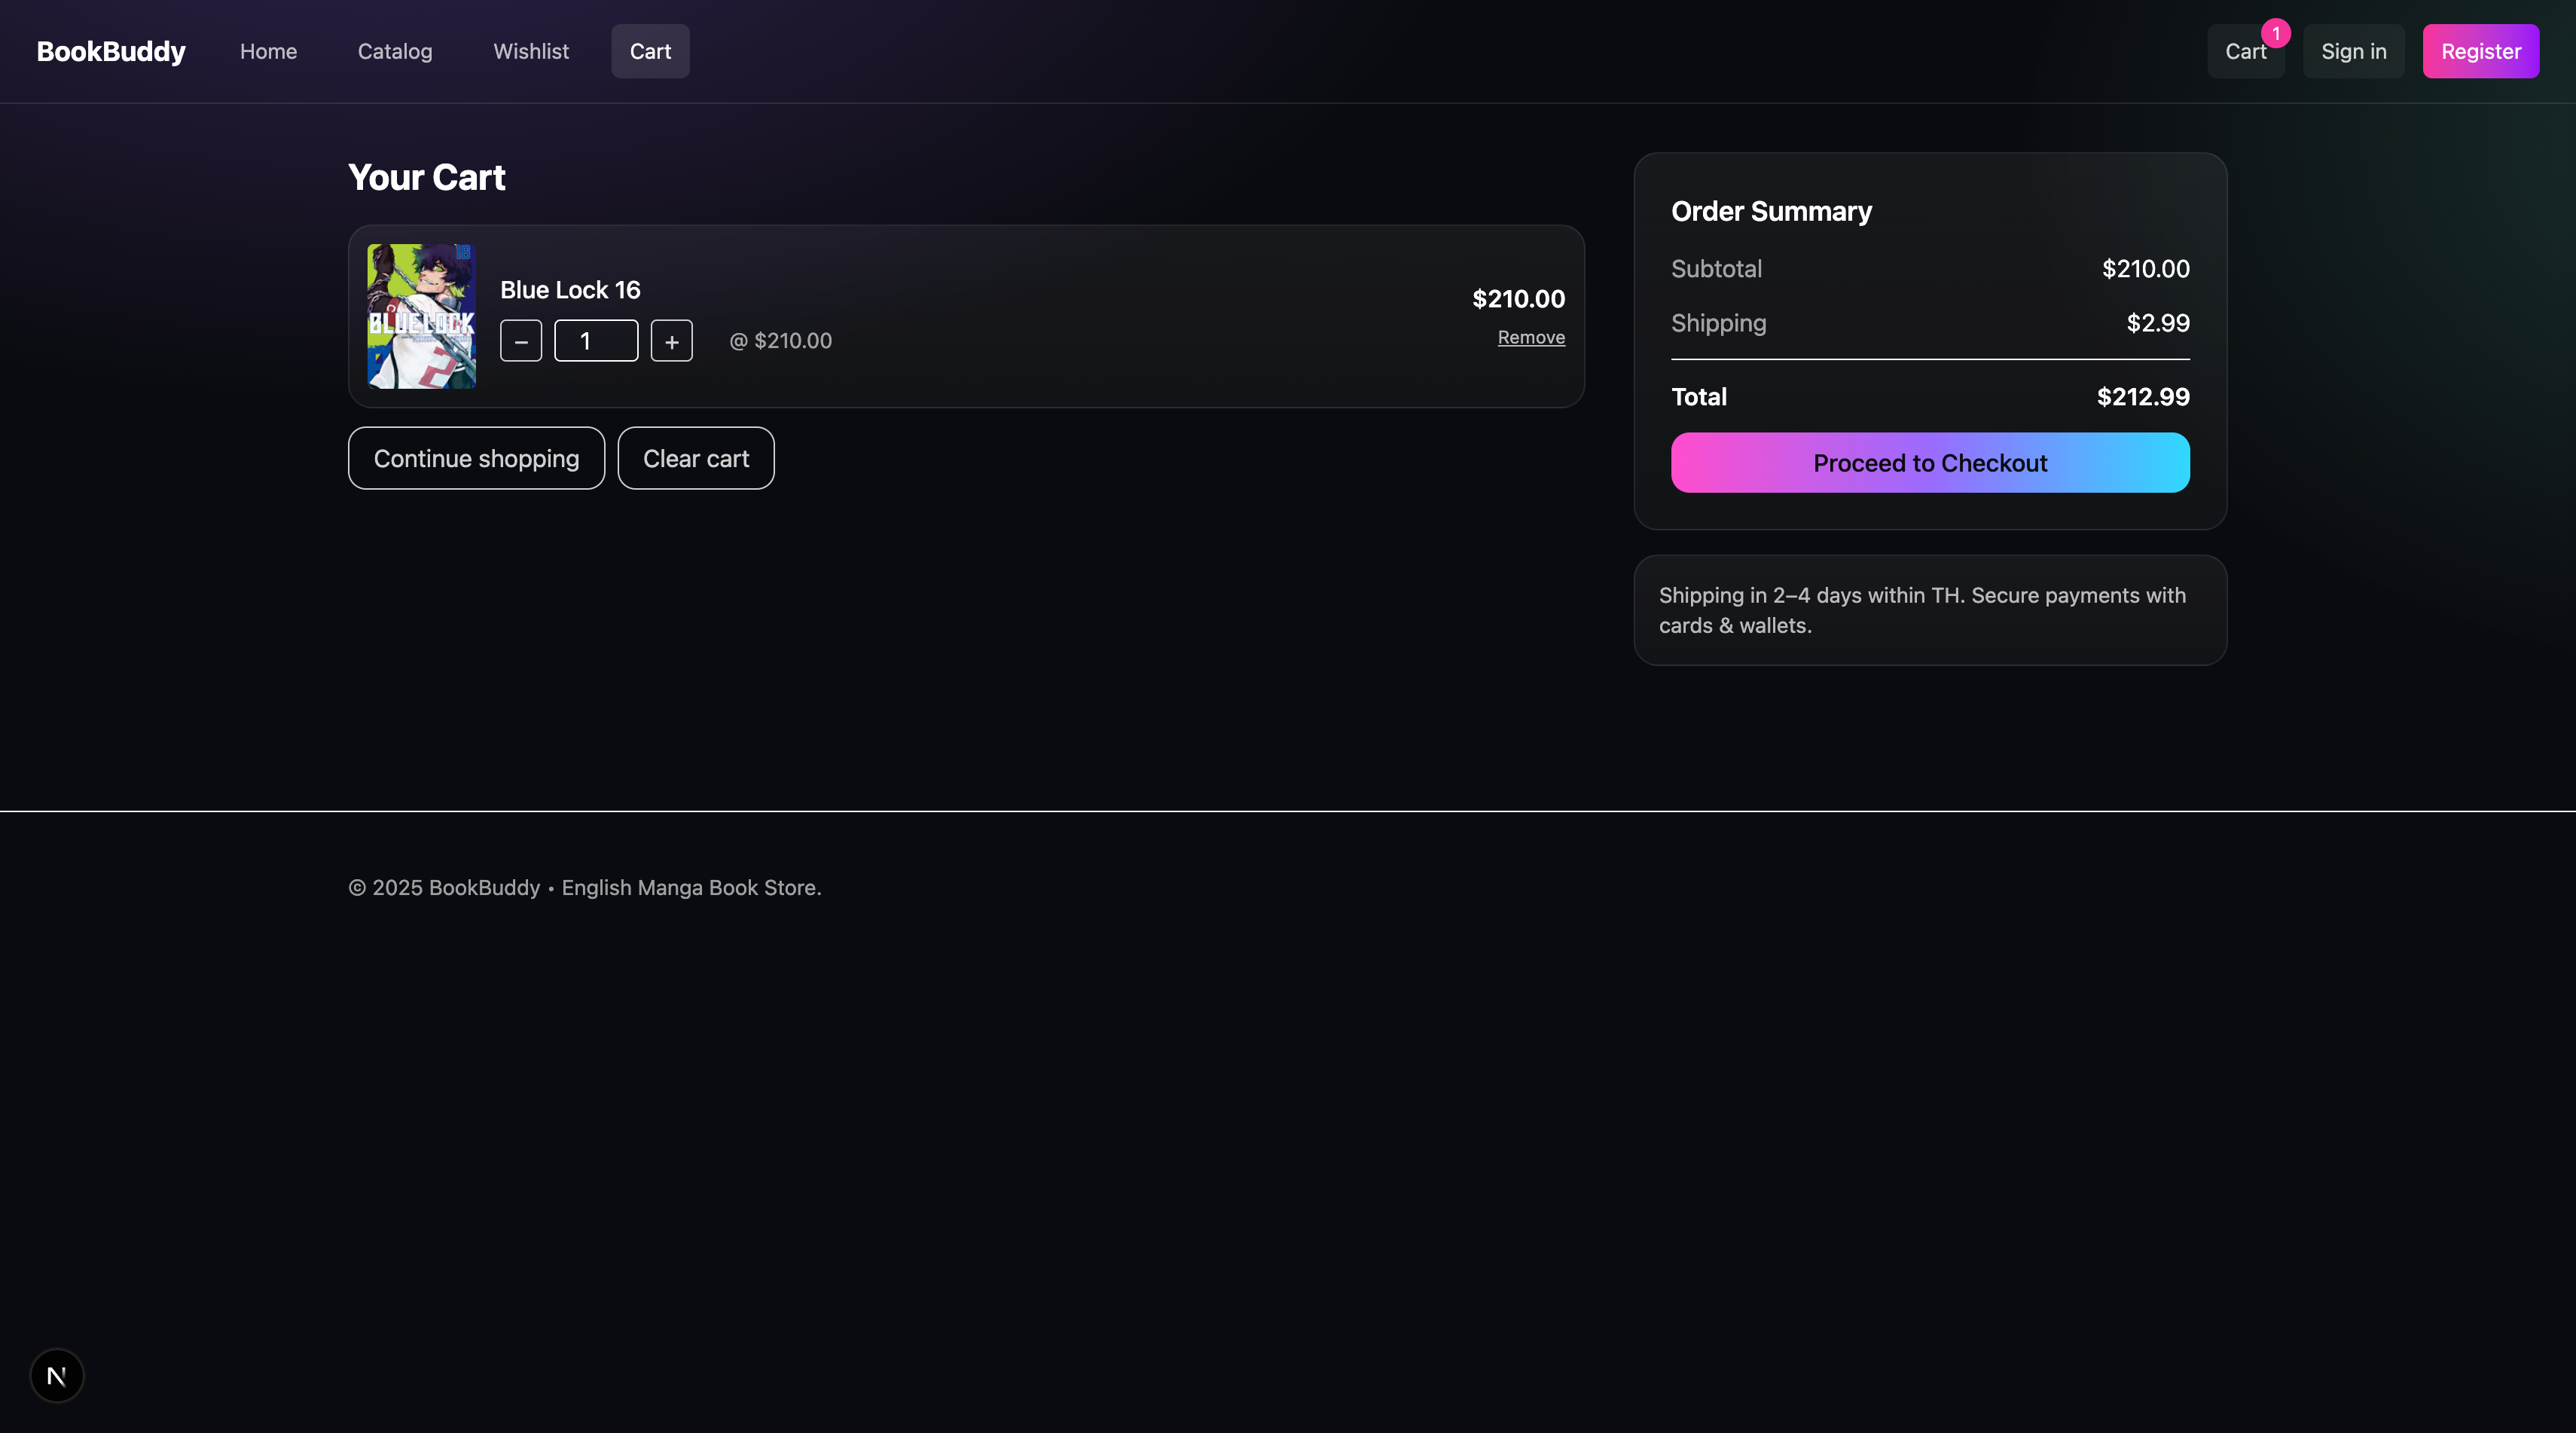 BookBuddy
Home
Catalog
Wishlist
Cart
Cart
1
Sign in
Register
Your Cart
16
BLUE LOCK
2
Blue Lock 16
−
1
+
@ $210.00
$210.00
Remove
Continue shopping
Clear cart
Order Summary
Subtotal
$210.00
Shipping
$2.99
Total
$212.99
Proceed to Checkout
Shipping in 2–4 days within TH. Secure payments with
cards & wallets.
© 2025 BookBuddy • English Manga Book Store.
N